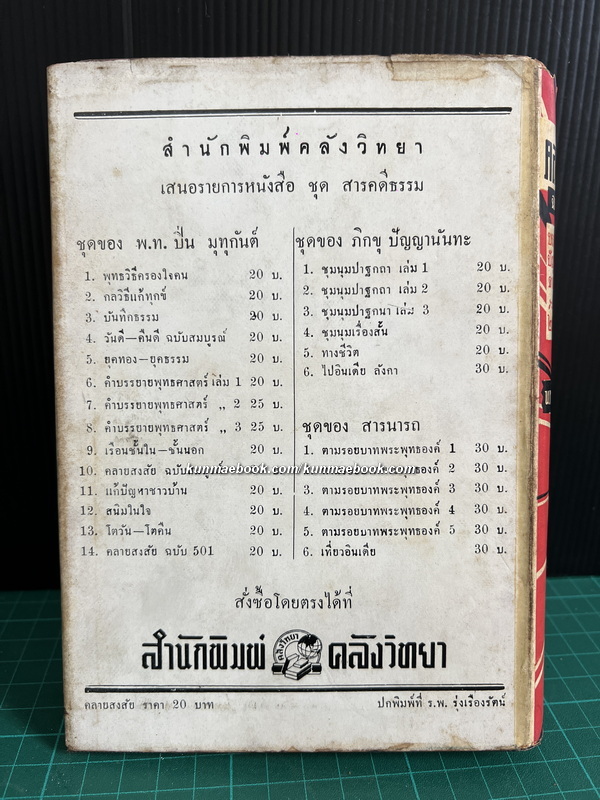 สำนักพิมพ์คลังวิทยา
เสนอรายการหนังสือ ชุด สารคดีธรรม
ชุดของ พ.ท. ปิ่น มุทุกันต์
1. พุทธวิธีครองใจคน 20 บ.
2. กลวิธีแก้ทุกข์ 20 บ.
3. บันทึกธรรม 20 บ.
4. วันดี—คืนดี ฉบับสมบูรณ์ 20 บ.
5. ยุคทอง—ยุคธรรม 20 บ.
6. คำบรรยายพุทธศาสตร์ เล่ม 1 20 บ.
7. คำบรรยายพุทธศาสตร์ ,, 2 25 บ.
8. คำบรรยายพุทธศาสตร์ ,, 3 25 บ.
9. เรือนชั้นใน—ชั้นนอก 20 บ.
10. คลายสงสัย ฉบับ 20 บ.
11. แก้ปัญหาชาวบ้าน 20 บ.
12. สนิมในใจ 20 บ.
13. โตวัน—โตคืน 20 บ.
14. คลายสงสัย ฉบับ 501 20 บ.
ชุดของ ภิกขุ ปัญญานันทะ
1. ชุมนุมปาฐกถา เล่ม 1 20 บ.
2. ชุมนุมปาฐกถา เล่ม 2 20 บ.
3. ชุมนุมปาฐกถา เล่ม 3 20 บ.
4. ชุมนุมเรื่องสั้น 20 บ.
5. ทางชีวิต 20 บ.
6. ไปอินเดีย ลังกา 30 บ.
ชุดของ สารนารถ
1. ตามรอยบาทพระพุทธองค์ 1 30 บ.
พุทธองค์ 2 30 บ.
3. ตามรอยบาทพระพุทธองค์ 3 30 บ.
4. ตามรอยบาทพระพุทธองค์ 4 30 บ.
5. ตามรอยบาทพระพุทธองค์ 5 30 บ.
6. เที่ยวอินเดีย 30 บ.
kunmaebook.com/kunmaebook.com
สั่งซื้อโดยตรงได้ที่
สำนักพิมพ์ คลังวิทยา คลังวิทยา
คลายสงสัย ราคา 20 บาท
ปกพิมพ์ที่ ร.พ. รุ่งเรืองรัตน์